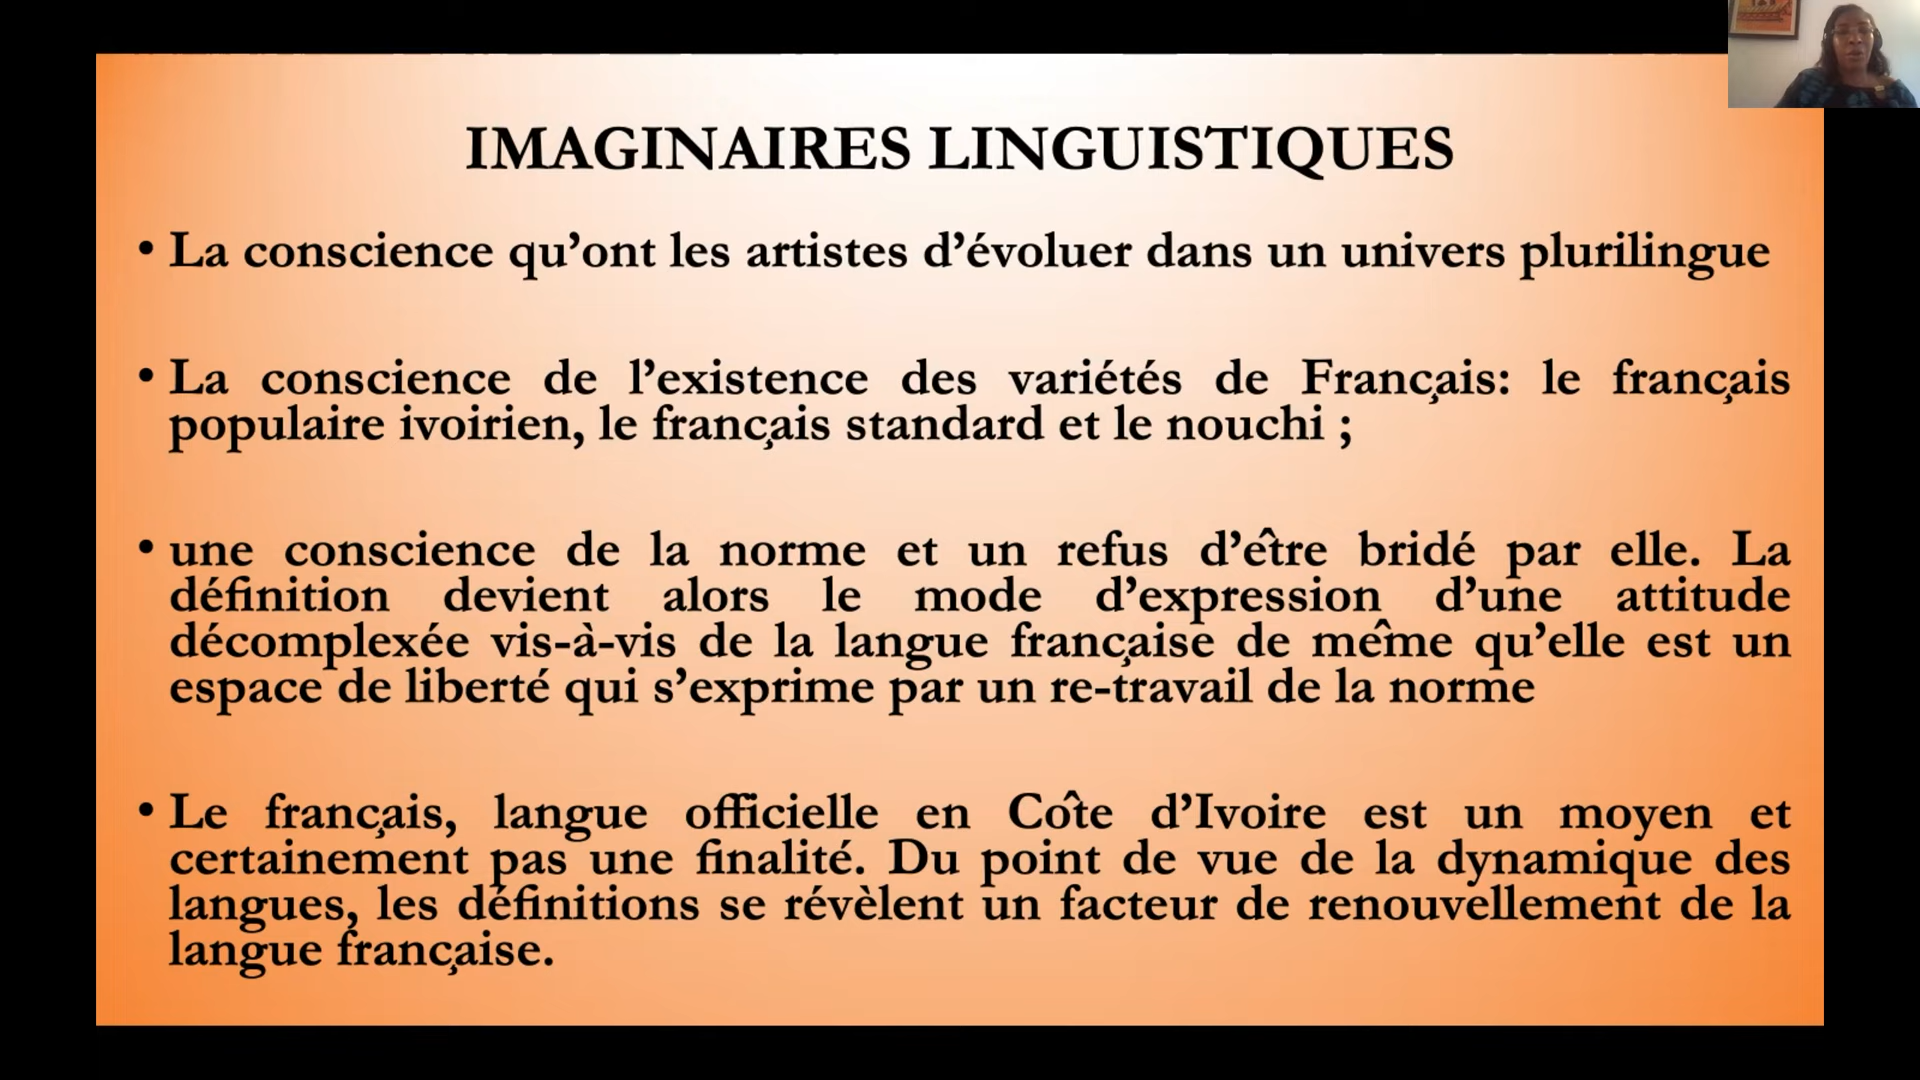 IMAGINAIRES LINGUISTIQUES
• La conscience qu’ont les artistes d’évoluer dans un univers plurilingue
• La conscience de l’existence des variétés de Français: le français
populaire ivoirien, le français standard et le nouchi ;
• une conscience de la norme et un refus d’être bridé par elle. La
définition devient alors le mode d’expression d’une attitude
décomplexée vis-à-vis de la langue française de même qu’elle est un
espace de liberté qui s’exprime par un re-travail de la norme
• Le français, langue officielle en Côte d’Ivoire est un moyen et
certainement pas une finalité. Du point de vue de la dynamique des
langues, les définitions se révèlent un facteur de renouvellement de la
langue française.